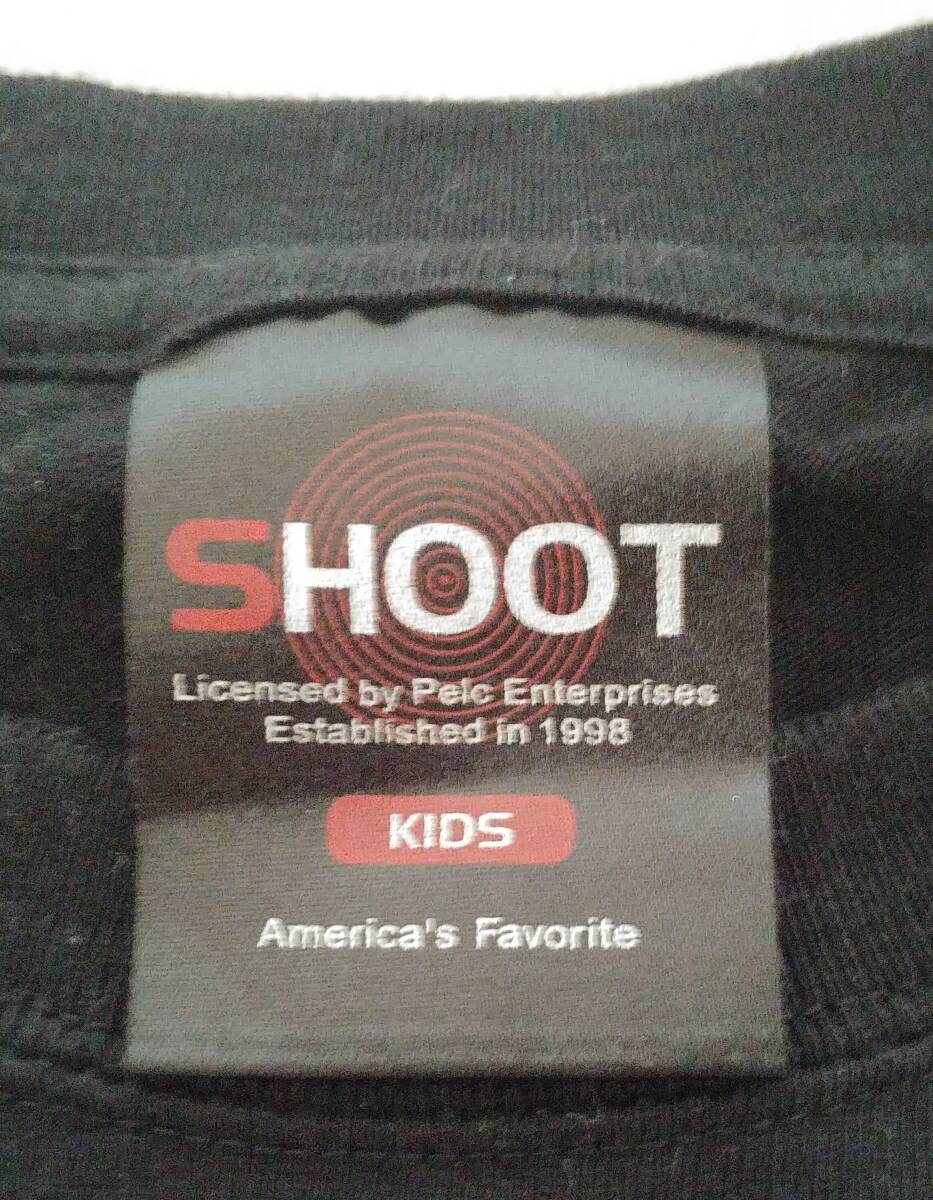 SHOOT
Licensed by Pelc Enterprises
Established in 1998
KIDS
America's Favorite